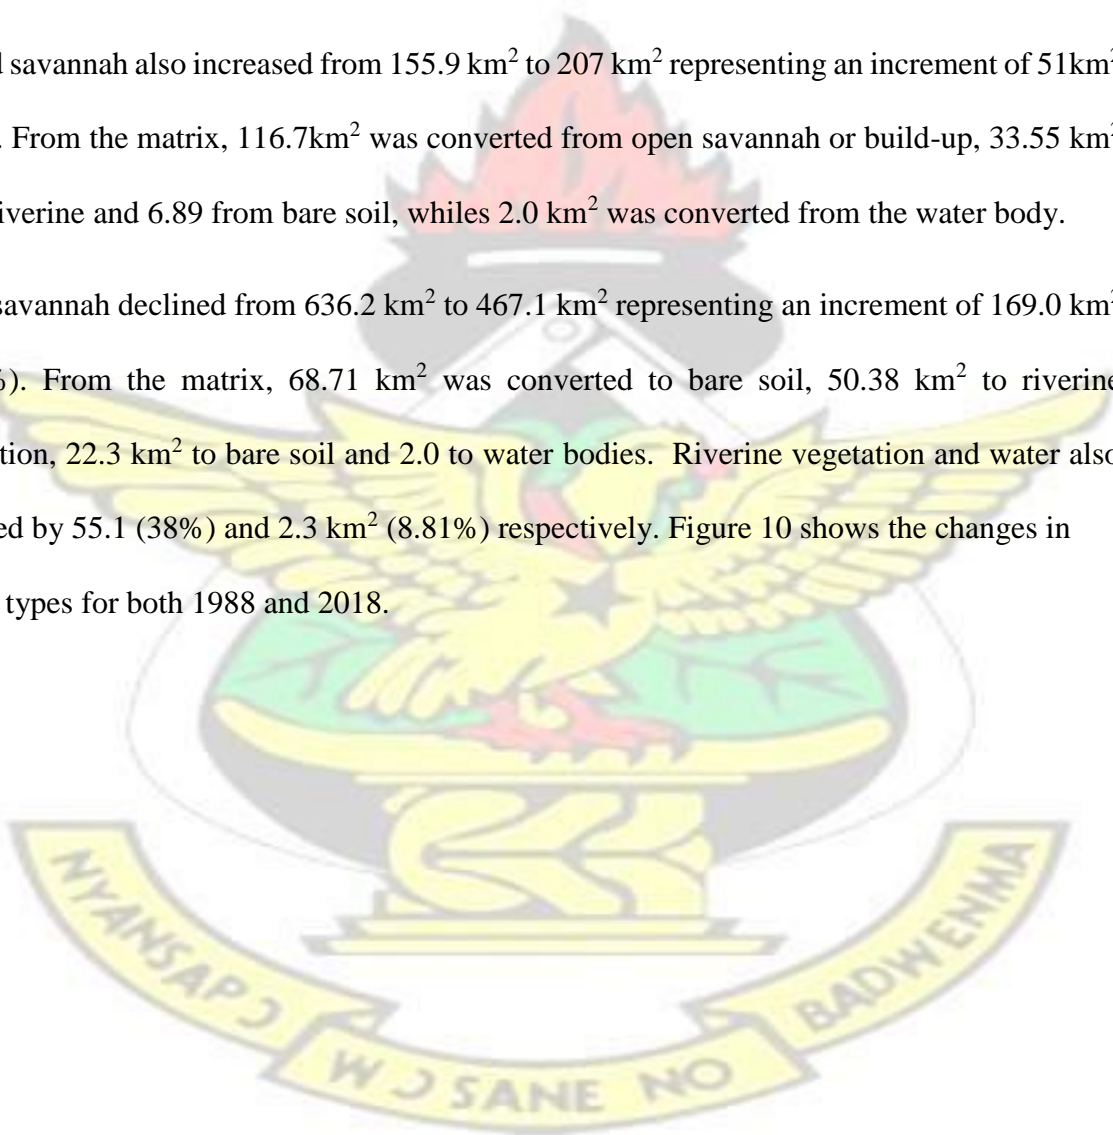 savannah also increased from 155.9 km² to 207 km² representing an increment of 51km²
. From the matrix, 116.7km² was converted from open savannah or build-up, 33.55 km²
iverine and 6.89 from bare soil, whiles 2.0 km² was converted from the water body.
savannah declined from 636.2 km² to 467.1 km² representing an increment of 169.0 km²
%). From the matrix, 68.71 km² was converted to bare soil, 50.38 km² to riverine
tion, 22.3 km² to bare soil and 2.0 to water bodies. Riverine vegetation and water also
ed by 55.1 (38%) and 2.3 km² (8.81%) respectively. Figure 10 shows the changes in
types for both 1988 and 2018.
NYANSAPƆ
WƆ SANE NO
BADWENMA